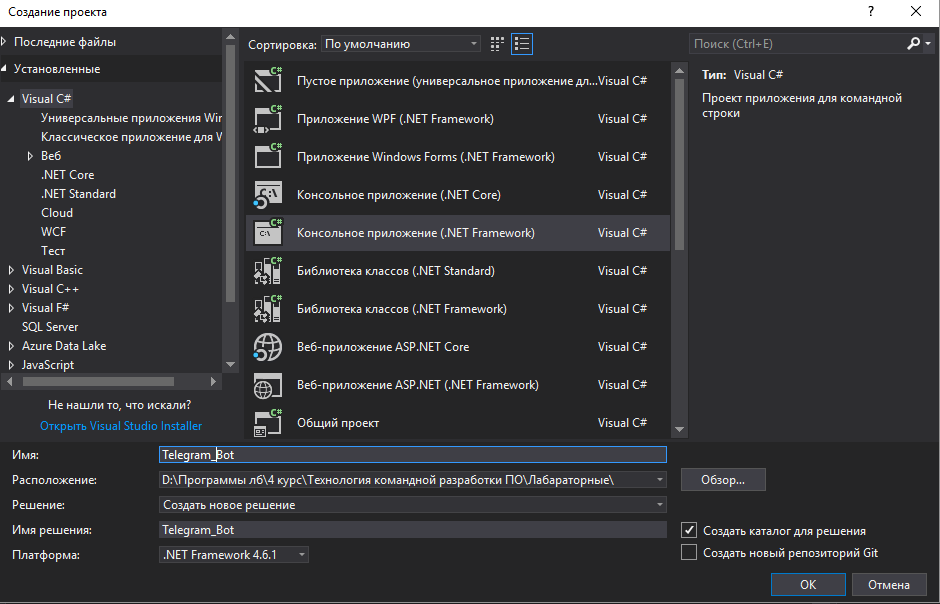 Создание проекта
?
Последние файлы
Установленные
Visual C#
Универсальные приложения Wir
Классическое приложение для W
Веб
.NET Core
.NET Standard
Cloud
WCF
Тест
Visual Basic
Visual C++
Visual F#
SQL Server
Azure Data Lake
JavaScript
Не нашли то, что искали?
Открыть Visual Studio Installer
Сортировка: По умолчанию
Пустое приложение (универсальное приложение дл... Visual C#
Приложение WPF (.NET Framework) Visual C#
Приложение Windows Forms (.NET Framework) Visual C#
Консольное приложение (.NET Core) Visual C#
Консольное приложение (.NET Framework) Visual C#
Библиотека классов (.NET Standard) Visual C#
Библиотека классов (.NET Framework) Visual C#
Веб-приложение ASP.NET Core Visual C#
Веб-приложение ASP.NET (.NET Framework) Visual C#
Общий проект Visual C#
Поиск (Ctrl+E)
Тип: Visual C#
Проект приложения для командной
строки
Имя: Telegram_Bot
Расположение: D:\Программы лб\4 курс\Технология командной разработки ПО\Лабараторные\ Обзор...
Решение: Создать новое решение
Имя решения: Telegram_Bot
Создать каталог для решения
Платформа: .NET Framework 4.6.1
Создать новый репозиторий Git
OK Отмена